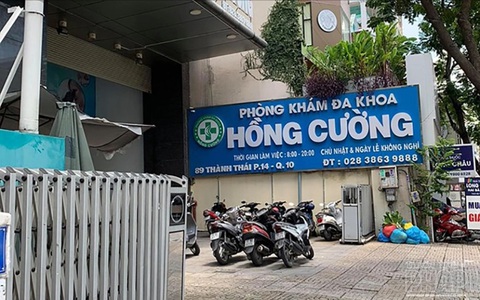 PHÒNG KHÁM ĐA KHOA
HỒNG CƯỜNG
THỜI GIAN LÀM VIỆC : 8:00 - 20:00 CHỦ NHẬT & NGÀY LỄ KHÔNG NGHỈ
89 THÀNH THÁI P.14 - Q. 10 ĐT : 028 3863 9888